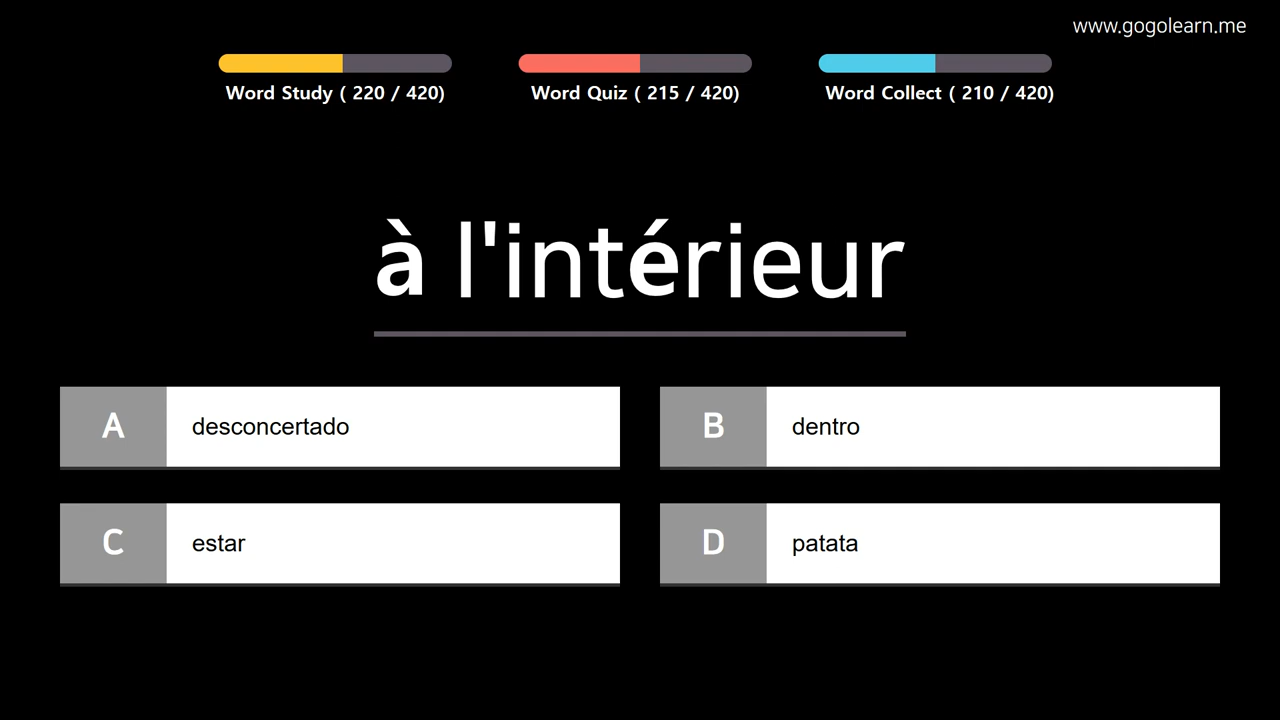 www.gogolearn.me
Word Study ( 220 / 420)
Word Quiz ( 215 / 420)
Word Collect ( 210 / 420)
à l'intérieur
A desconcertado
B dentro
C estar
D patata